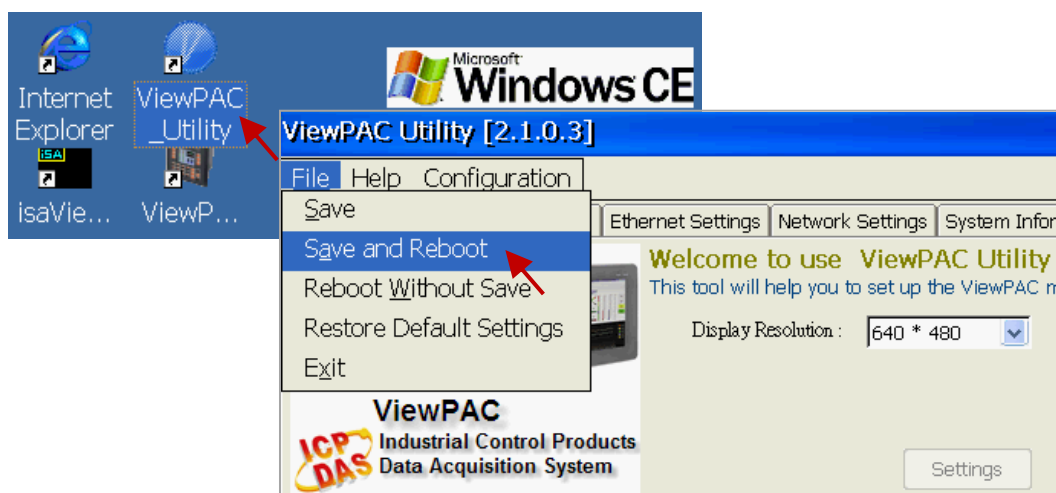 Microsoft
Windows CE
Internet
Explorer
ViewPAC
_Utility
iSA
isaVie...
ViewP...
ViewPAC Utility [2.1.0.3]
File Help Configuration
Save
Save and Reboot
Reboot Without Save
Restore Default Settings
Exit
Ethernet Settings
Network Settings
System Infor
Welcome to use ViewPAC Utility
This tool will help you to set up the ViewPAC
Display Resolution :
640 * 480
ViewPAC
ICP DAS
Industrial Control Products
Data Acquisition System
Settings